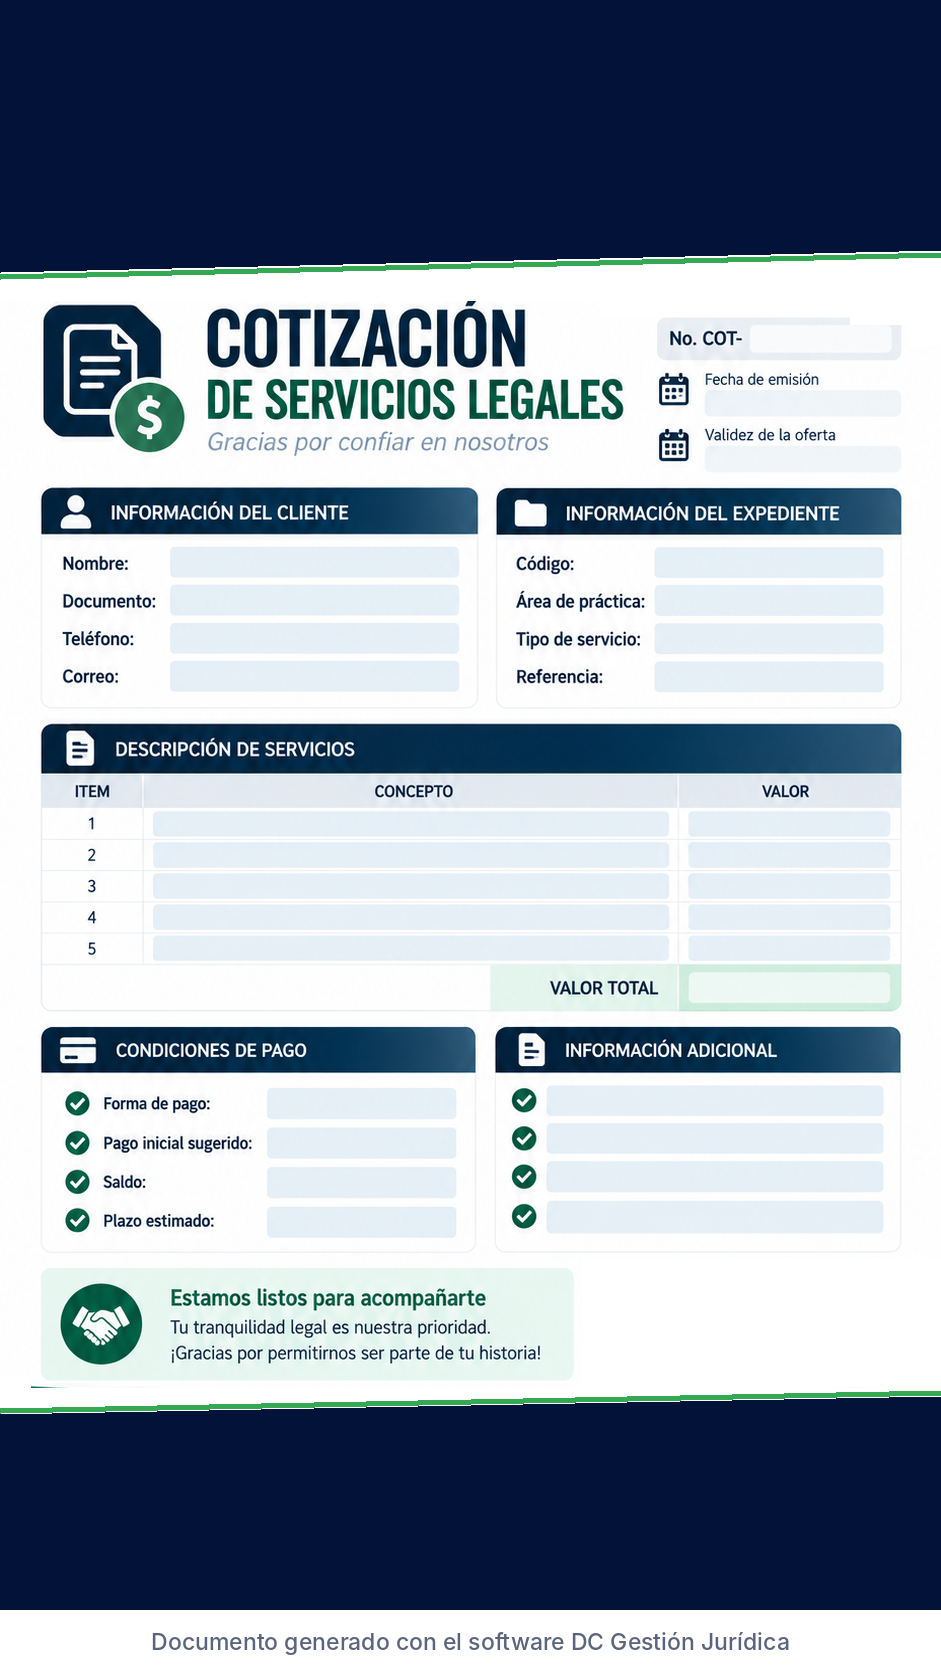 COTIZACIÓN
DE SERVICIOS LEGALES
Gracias por confiar en nosotros
No. COT-
Fecha de emisión
Validez de la oferta
INFORMACIÓN DEL CLIENTE
Nombre:
Documento:
Teléfono:
Correo:
INFORMACIÓN DEL EXPEDIENTE
Código:
Área de práctica:
Tipo de servicio:
Referencia:
DESCRIPCIÓN DE SERVICIOS
ITEM CONCEPTO VALOR
1
2
3
4
5
VALOR TOTAL
CONDICIONES DE PAGO
Forma de pago:
Pago inicial sugerido:
Saldo:
Plazo estimado:
INFORMACIÓN ADICIONAL
Estamos listos para acompañarte
Tu tranquilidad legal es nuestra prioridad.
¡Gracias por permitirnos ser parte de tu historia!
Documento generado con el software DC Gestión Jurídica